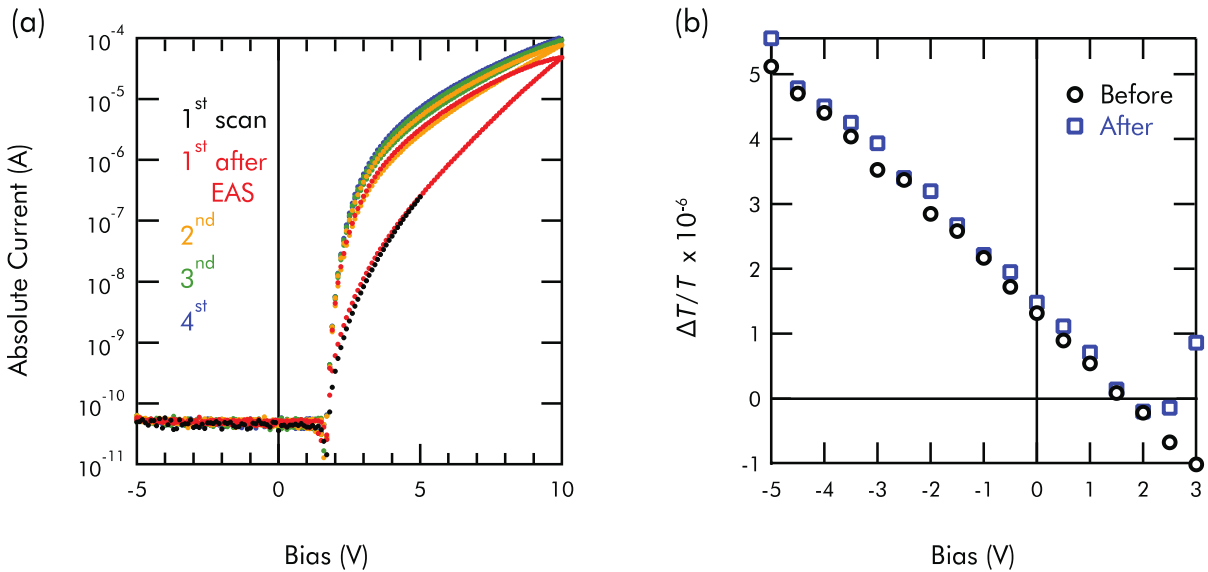 (a)
10-4
10-5
10-6
10-7
10-8
10-9
10-10
10-11
Absolute Current (A)
1st scan
1st after
EAS
2nd
3nd
4st
-5 0 5 10
Bias (V)
(b)
5
4
3
2
1
0
-1
ΔT/T x 10-6
Before
After
-5 -4 -3 -2 -1 0 1 2 3
Bias (V)